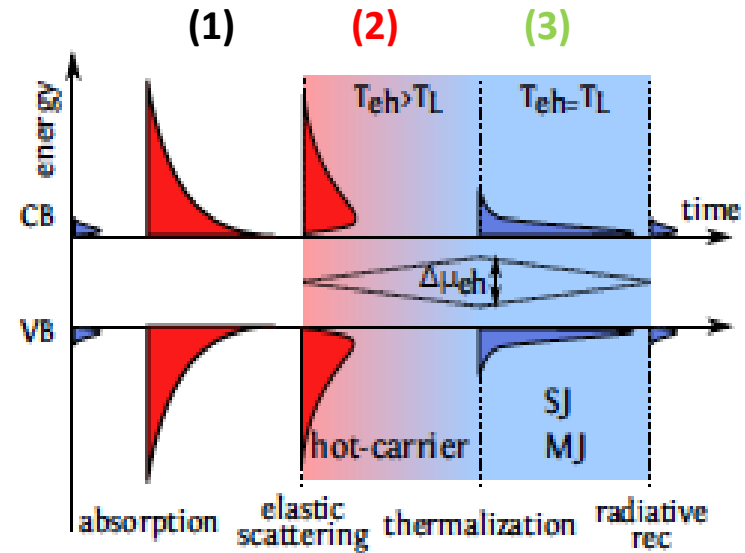 (1) (2) (3)
energy
T_eh>T_L T_eh=T_L
CB
time
Δμ_eh
VB
SJ
hot-carrier MJ
absorption
elastic
scattering
thermalization
radiative
rec